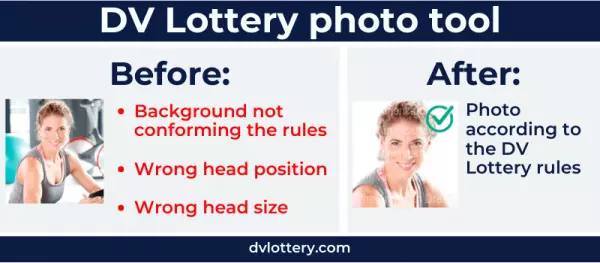 DV Lottery photo tool
Before:
Background not
conforming the rules
Wrong head position
Wrong head size
After:
Photo
according to
the DV
Lottery rules
dvlottery.com